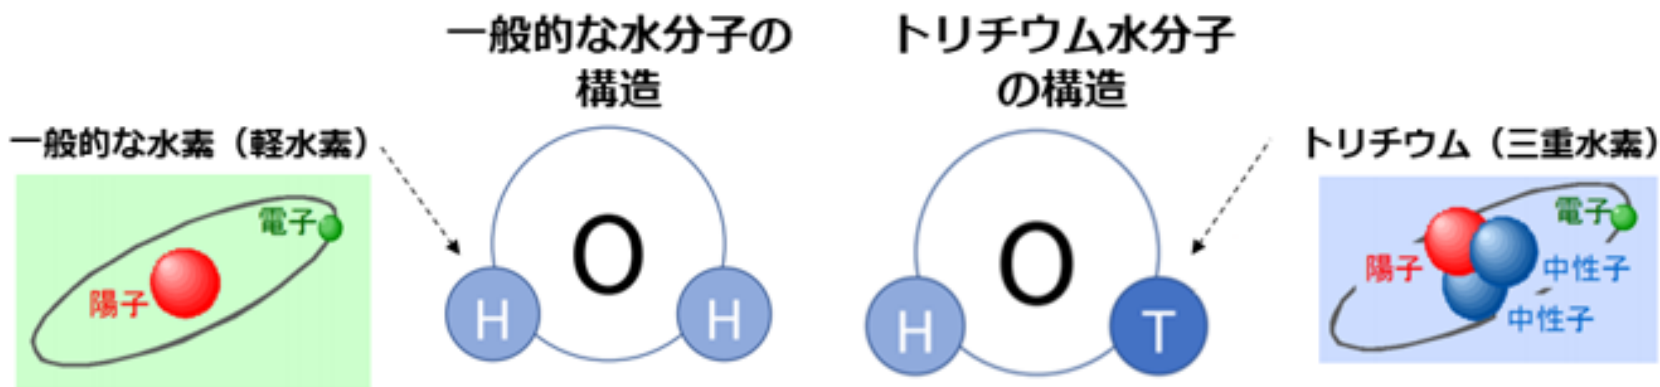 一般的な水分子の
構造
トリチウム水分子
の構造
一般的な水素（軽水素）
電子
陽子
O
H
H
O
H
T
トリチウム（三重水素）
電子
陽子
中性子
中性子